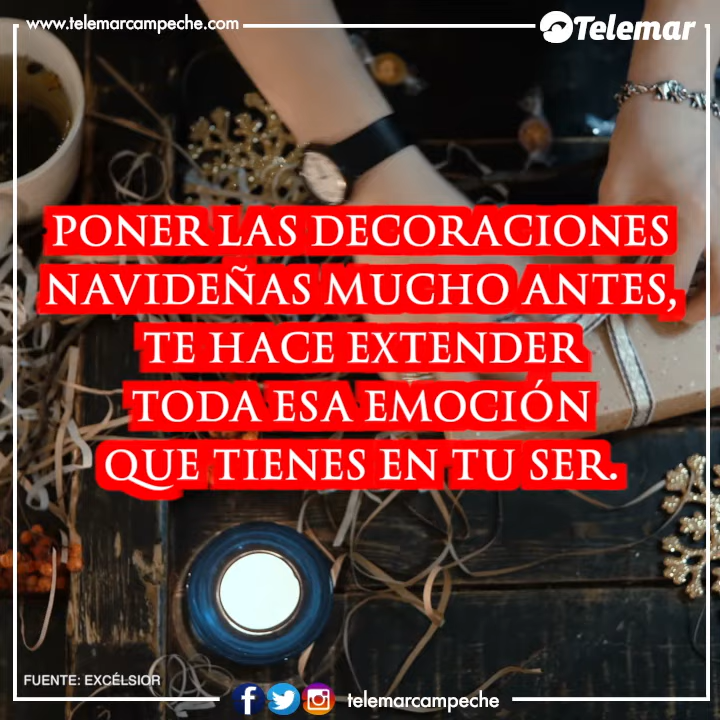 www.telemarcampeche.com
Telemar
PONER LAS DECORACIONES
NAVIDEÑAS MUCHO ANTES,
TE HACE EXTENDER
TODA ESA EMOCIÓN
QUE TIENES EN TU SER.
FUENTE: EXCÉLSIOR
telemarcampeche